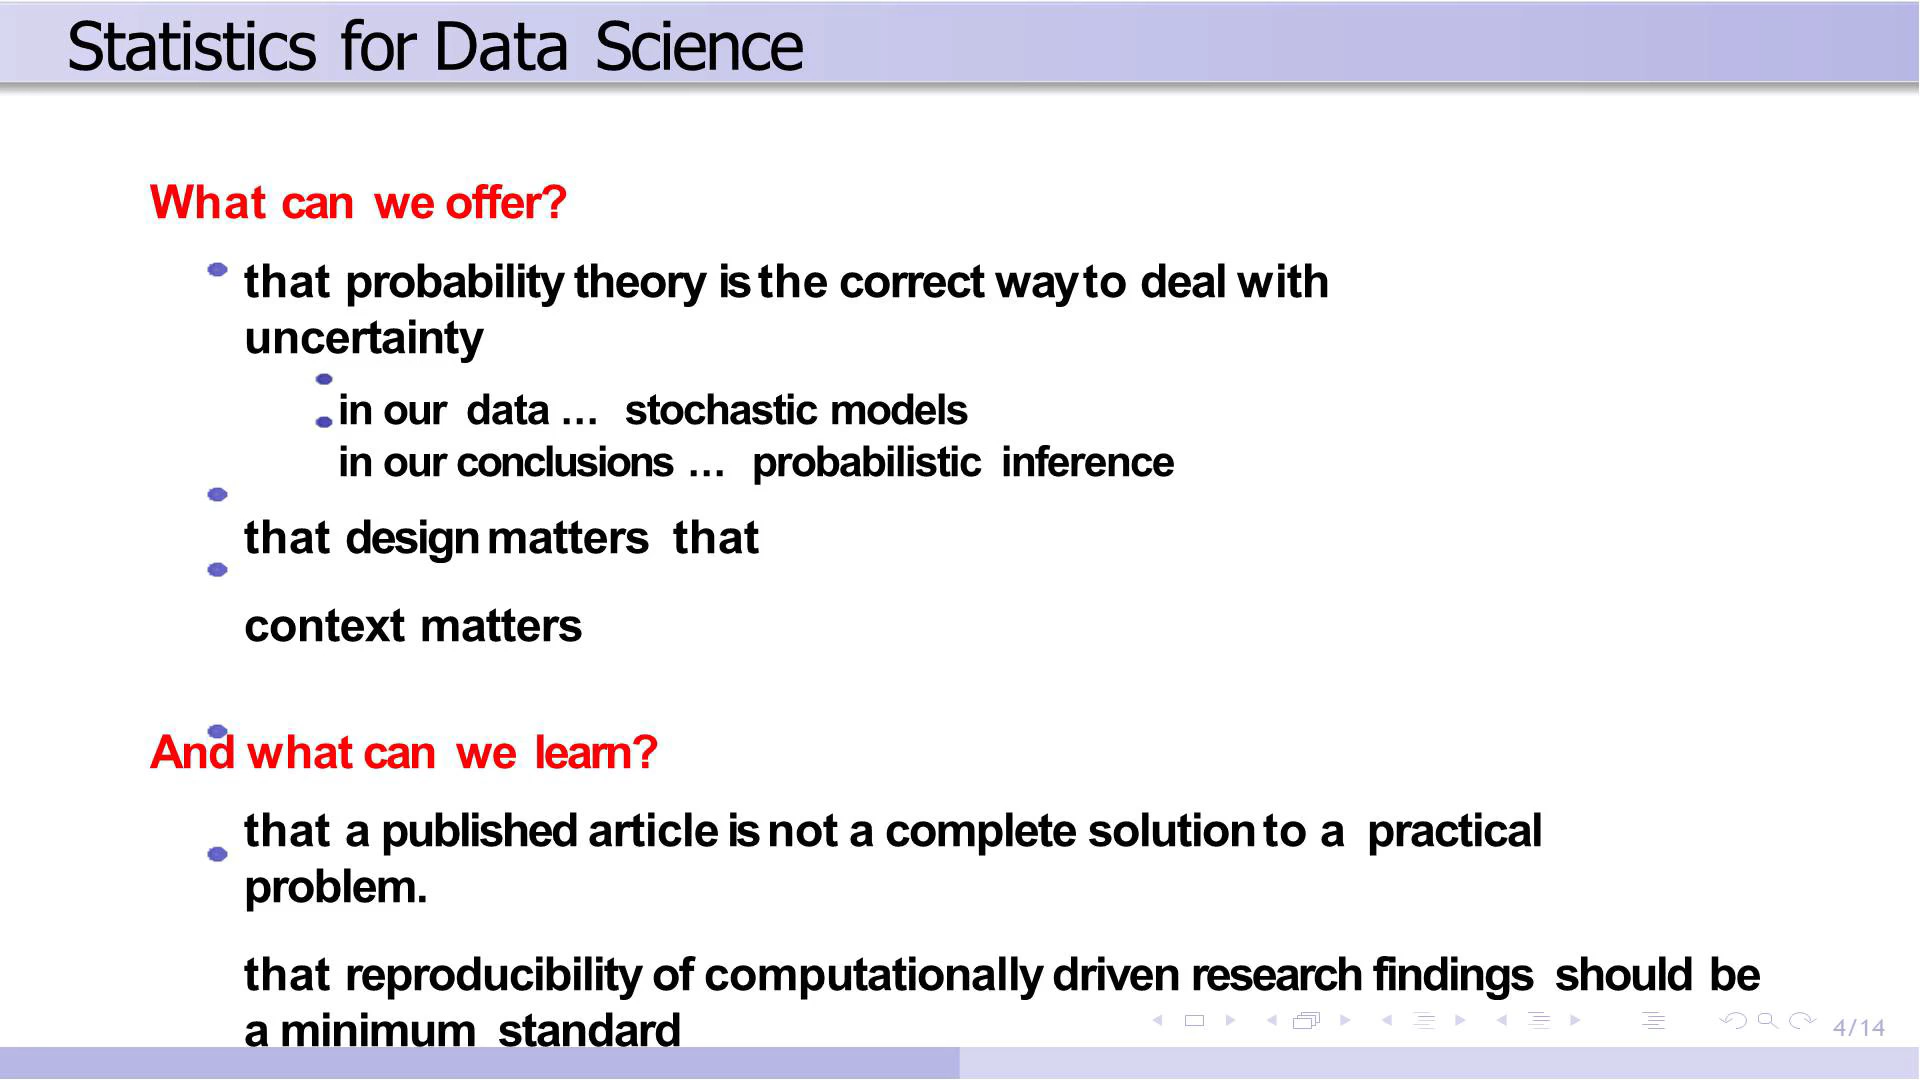 Statistics for Data Science
What can we offer?
that probability theory is the correct way to deal with
uncertainty
in our data … stochastic models
in our conclusions … probabilistic inference
that design matters that
context matters
And what can we learn?
that a published article is not a complete solution to a practical
problem.
that reproducibility of computationally driven research findings should be
a minimum standard
4/14